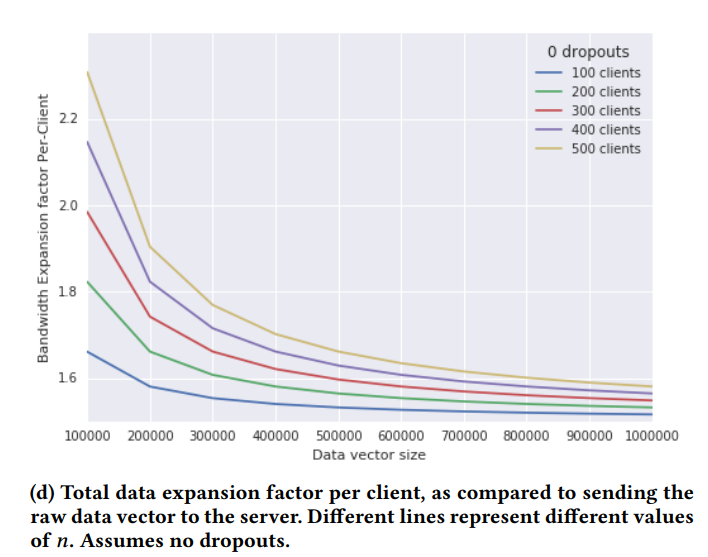 0 dropouts
100 clients
200 clients
300 clients
400 clients
500 clients
Bandwidth Expansion factor Per-Client
2.2
2.0
1.8
1.6
100000 200000 300000 400000 500000 600000 700000 800000 900000 1000000
Data vector size
(d) Total data expansion factor per client, as compared to sending the
raw data vector to the server. Different lines represent different values
of n. Assumes no dropouts.